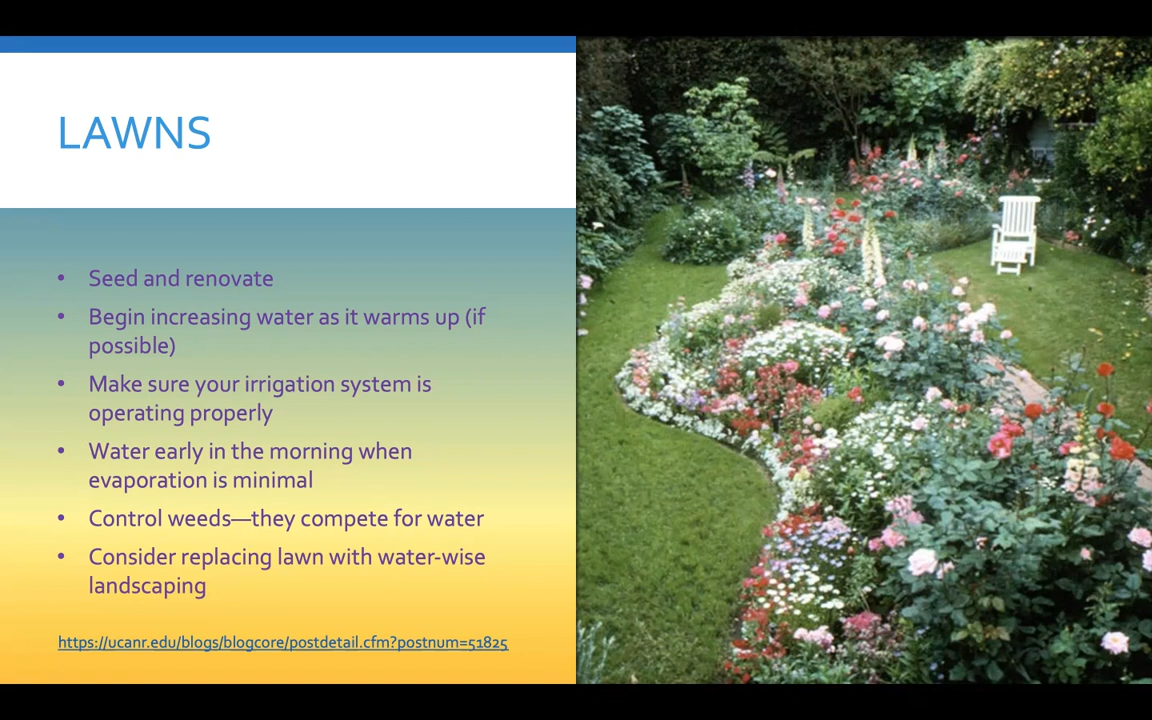 LAWNS
• Seed and renovate
• Begin increasing water as it warms up (if
possible)
• Make sure your irrigation system is
operating properly
• Water early in the morning when
evaporation is minimal
• Control weeds—they compete for water
• Consider replacing lawn with water-wise
landscaping
https://ucanr.edu/blogs/blogcore/postdetail.cfm?postnum=51825